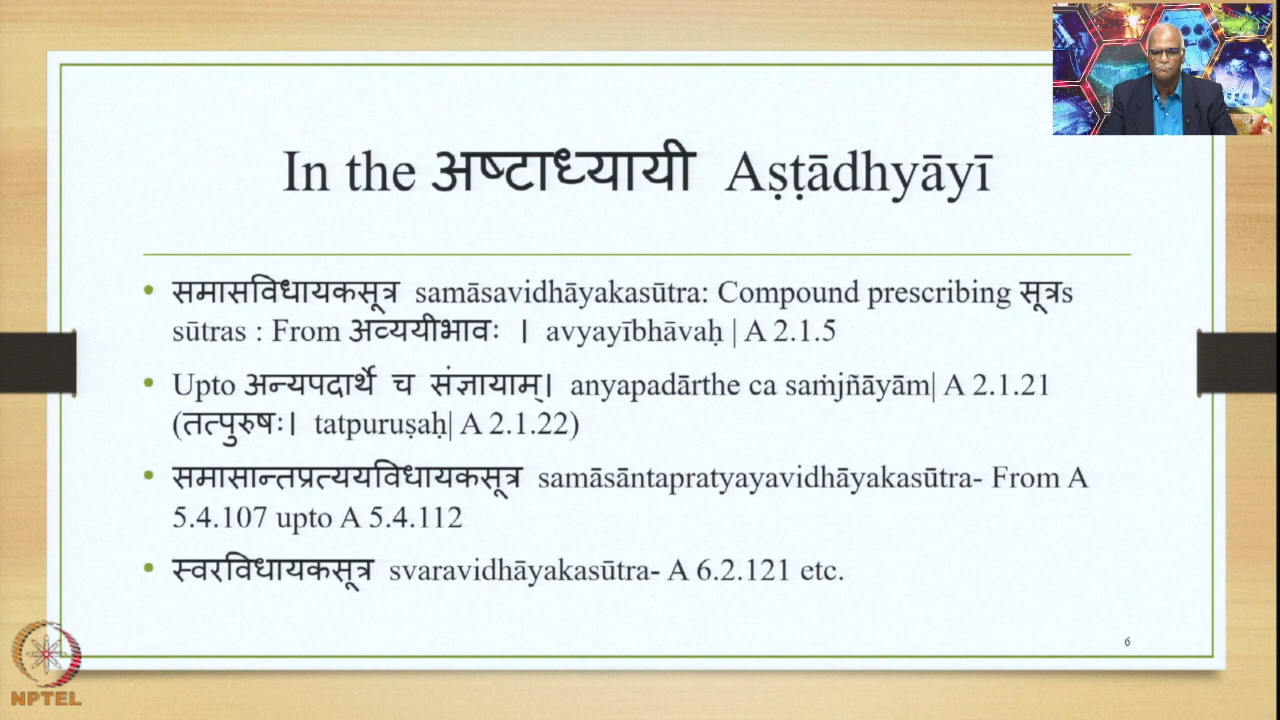 In the अष्टाध्यायी Aṣṭādhyāyī
• समासविधायकसूत्र samāsavidhāyakasūtra: Compound prescribing सूत्रs
sūtras : From अव्ययीभावः । avyayībhāvaḥ | A 2.1.5
• Upto अन्यपदार्थे च संज्ञायाम्। anyapadārthe ca saṁjñāyām| A 2.1.21
(तत्पुरुषः। tatpuruṣaḥ| A 2.1.22)
• समासान्तप्रत्ययविधायकसूत्र samāsāntapratyayavidhāyakasūtra- From A
5.4.107 upto A 5.4.112
• स्वरविधायकसूत्र svaravidhāyakasūtra- A 6.2.121 etc.
6
NPTEL